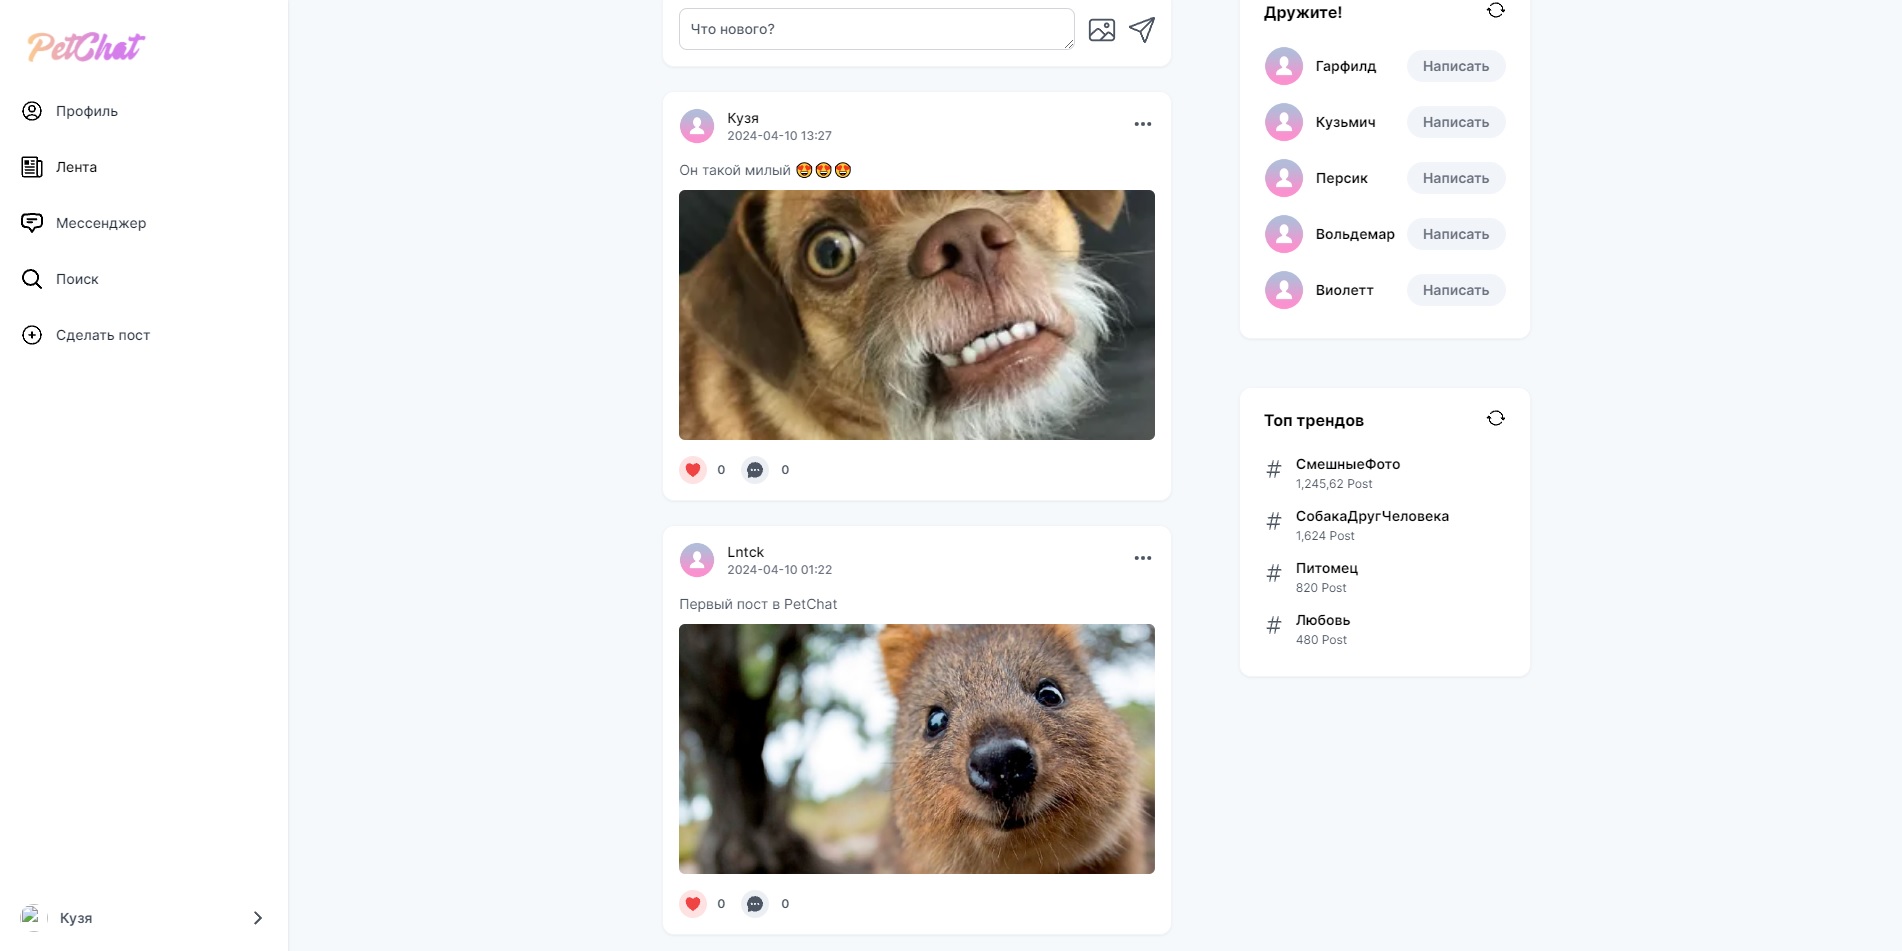 PetChat
Профиль
Лента
Мессенджер
Поиск
Сделать пост
Кузя
Что нового?
Кузя
2024-04-10 13:27
Он такой милый 😍😍😍
0 0
Lntck
2024-04-10 01:22
Первый пост в PetChat
0 0
Дружите!
Гарфилд Написать
Кузьмич Написать
Персик Написать
Вольдемар Написать
Виолетт Написать
Топ трендов
# СмешныеФото
1,245,62 Post
# СобакаДругЧеловека
1,624 Post
# Питомец
820 Post
# Любовь
480 Post